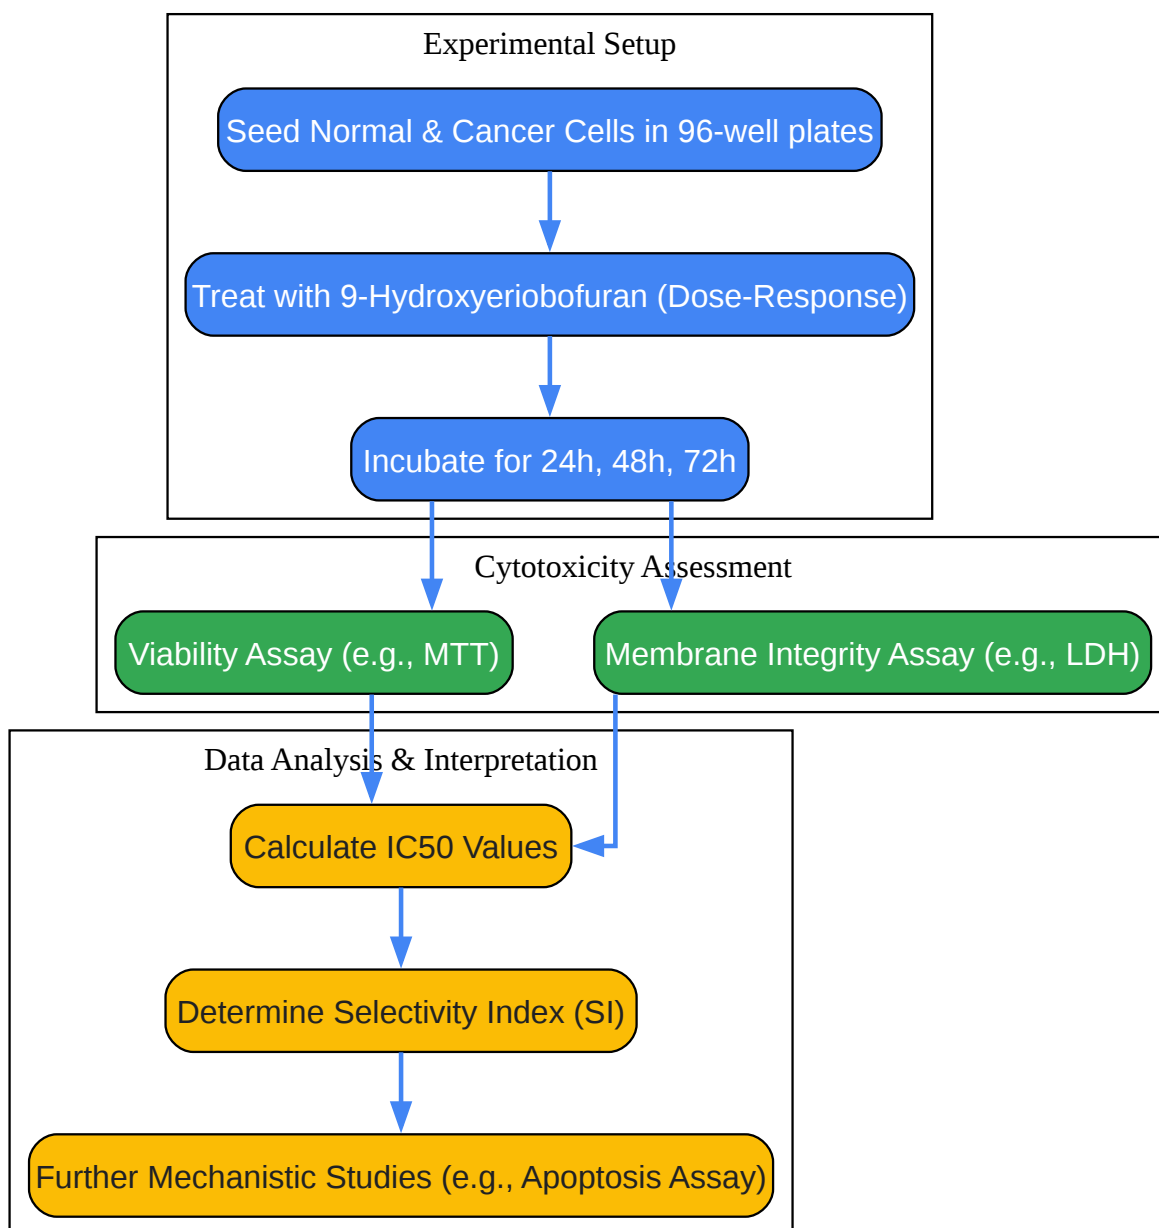 Experimental Setup
Seed Normal & Cancer Cells in 96-well plates
Treat with 9-Hydroxyeriobofuran (Dose-Response)
Incubate for 24h, 48h, 72h
Cytotoxicity Assessment
Viability Assay (e.g., MTT)
Membrane Integrity Assay (e.g., LDH)
Data Analysis & Interpretation
Calculate IC50 Values
Determine Selectivity Index (SI)
Further Mechanistic Studies (e.g., Apoptosis Assay)